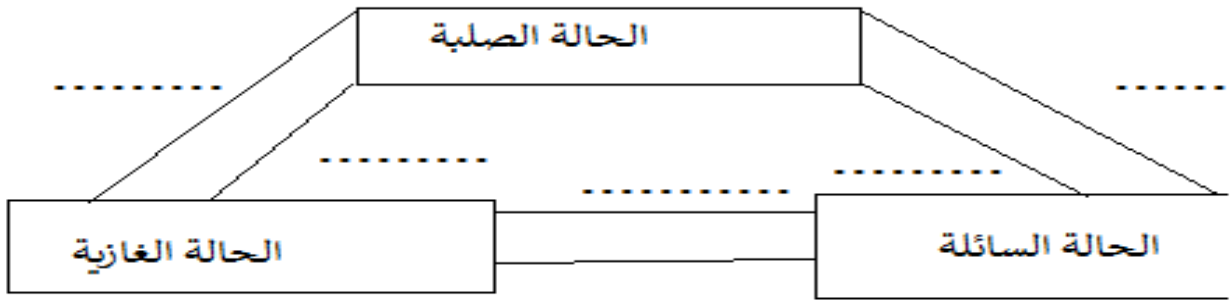 الحالة الصلبة
.........
......
.........
.........
...........
الحالة السائلة
الحالة الغازية